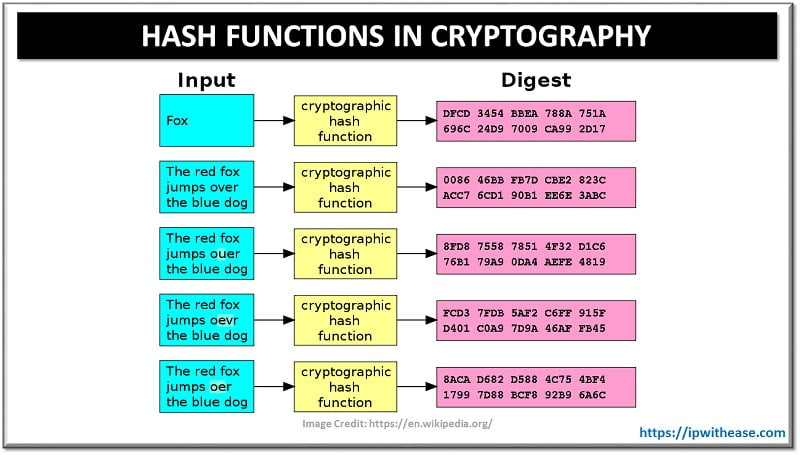 HASH FUNCTIONS IN CRYPTOGRAPHY
Input
Digest
Fox
cryptographic
hash
function
DFCD 3454 BBEA 788A 751A
696C 24D9 7009 CA99 2D17
The red fox
jumps over
the blue dog
cryptographic
hash
function
0086 46BB FB7D CBE2 823C
ACC7 6CD1 90B1 EE6E 3ABC
The red fox
jumps ouer
the blue dog
cryptographic
hash
function
8FD8 7558 7851 4F32 D1C6
76B1 79A9 0DA4 AEFE 4819
The red fox
jumps oevr
the blue dog
cryptographic
hash
function
FCD3 7FDB 5AF2 C6FF 915F
D401 C0A9 7D9A 46AF FB45
The red fox
jumps oer
the blue dog
cryptographic
hash
function
8ACA D682 D588 4C75 4BF4
1799 7D88 BCF8 92B9 6A6C
Image Credit: https://en.wikipedia.org/
https://ipwithease.com